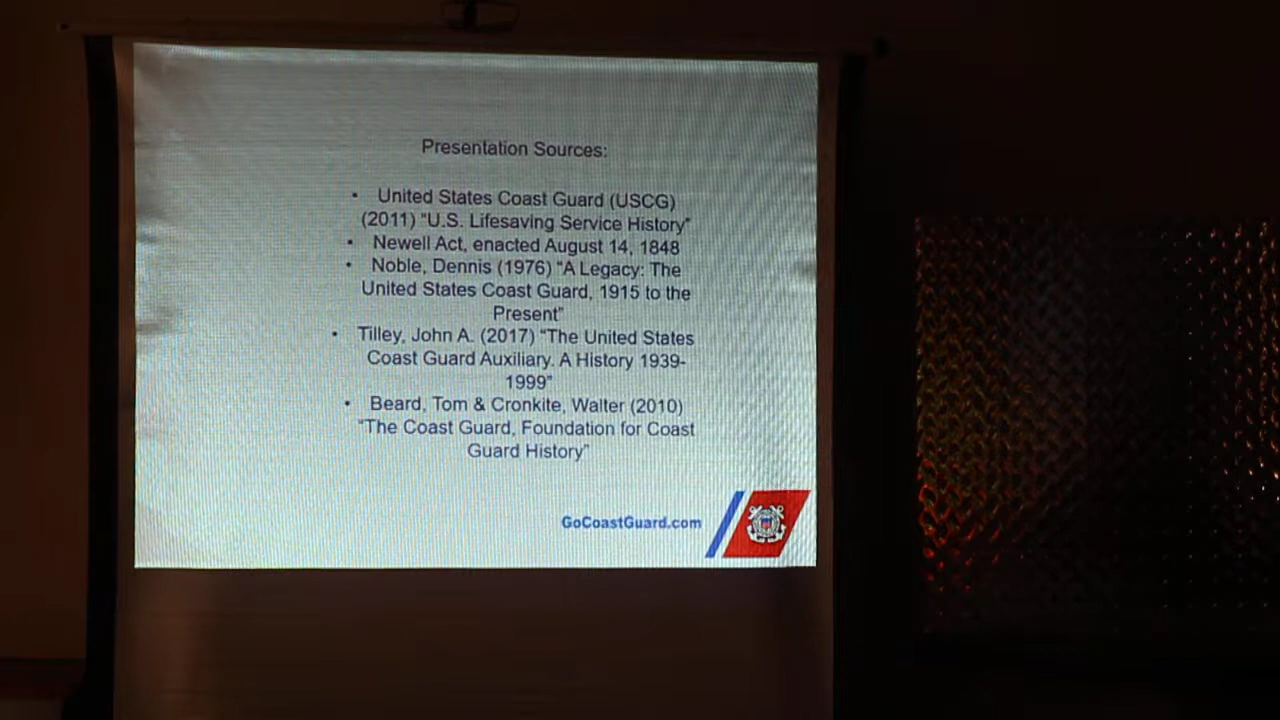 Presentation Sources:
• United States Coast Guard (USCG)
(2011) "U.S. Lifesaving Service History"
• Newell Act, enacted August 14, 1848
• Noble, Dennis (1976) "A Legacy: The
United States Coast Guard, 1915 to the
Present"
• Tilley, John A. (2017) "The United States
Coast Guard Auxiliary. A History 1939-
1999"
• Beard, Tom & Cronkite, Walter (2010)
"The Coast Guard, Foundation for Coast
Guard History"
GoCoastGuard.com